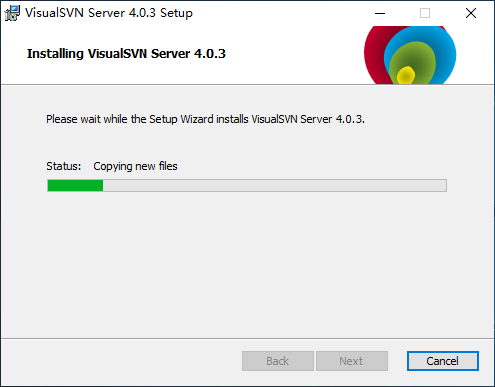 VisualSVN Server 4.0.3 Setup
Installing VisualSVN Server 4.0.3
Please wait while the Setup Wizard installs VisualSVN Server 4.0.3.
Status: Copying new files
Back Next Cancel